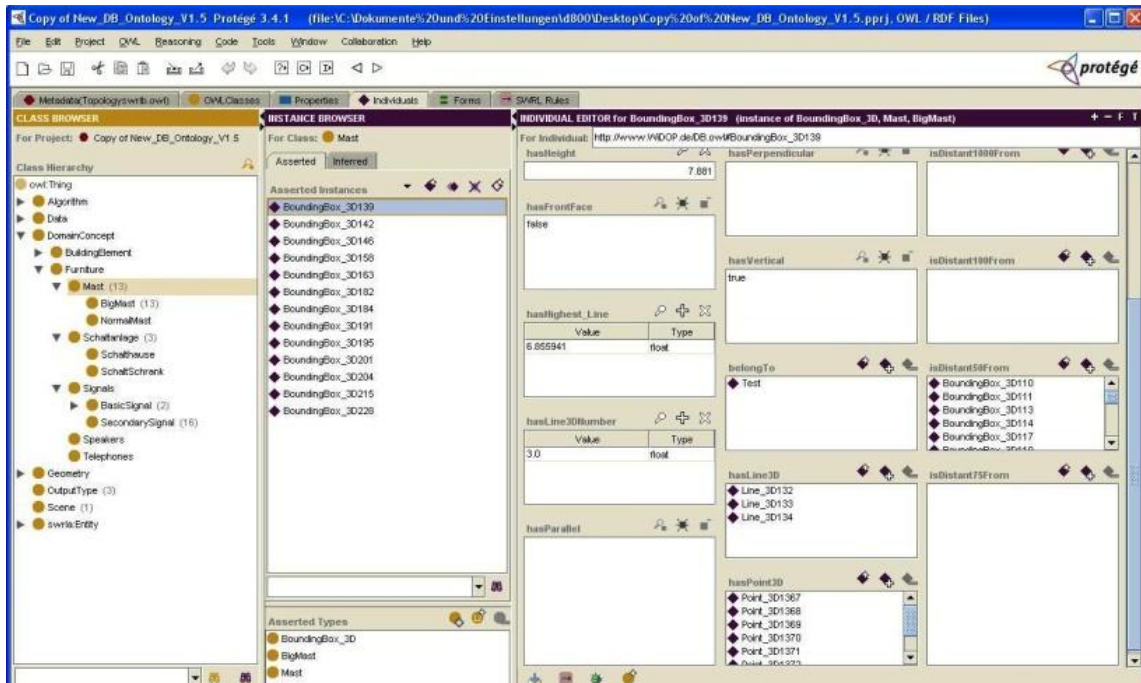 Copy of New_DB_Ontology_V1.5 Protégé 3.4.1 (file:\C:\Dokumente%20und%20Einstellungen\d800\Desktop\Copy%20of%20New_DB_Ontology_V1.5.pprj, OWL / RDF Files)
File Edit Project OWL Reasoning Code Tools Window Collaboration Help
protégé
Metadata(Topologyswrlb.owl) OWLClasses Properties Individuals Forms SWRL Rules
CLASS BROWSER
For Project: Copy of New_DB_Ontology_V1.5
Class Hierarchy
owl:Thing
Algorithm
Data
DomainConcept
BuildingElement
Furniture
Mast (13)
BigMast (13)
NormalMast
Schaltanlage (3)
Schalthause
SchaltSchrank
Signals
BasicSignal (2)
SecondarySignal (16)
Speakers
Telephones
Geometry
OutputType (3)
Scene (1)
swrla:Entity
INSTANCE BROWSER
For Class: Mast
Asserted Inferred
Asserted Instances
BoundingBox_3D139
BoundingBox_3D142
BoundingBox_3D146
BoundingBox_3D158
BoundingBox_3D163
BoundingBox_3D182
BoundingBox_3D184
BoundingBox_3D191
BoundingBox_3D195
BoundingBox_3D201
BoundingBox_3D204
BoundingBox_3D215
BoundingBox_3D228
Asserted Types
BoundingBox_3D
BigMast
Mast
INDIVIDUAL EDITOR for BoundingBox_3D139 (instance of BoundingBox_3D, Mast, BigMast)
+ - F T
For Individual: http://www.WiDOP.de/DB.owl#BoundingBox_3D139
hasHeight
7.881
hasFrontFace
false
hasHighest_Line
Value Type
6.855941 float
hasLine3DNumber
Value Type
3.0 float
hasParallel
hasPerpendicular
hasVertical
true
belongTo
Test
hasLine3D
Line_3D132
Line_3D133
Line_3D134
hasPoint3D
Point_3D1367
Point_3D1368
Point_3D1369
Point_3D1370
Point_3D1371
Point_3D1372
isDistant1000From
isDistant100From
isDistant50From
BoundingBox_3D110
BoundingBox_3D111
BoundingBox_3D113
BoundingBox_3D114
BoundingBox_3D117
isDistant75From